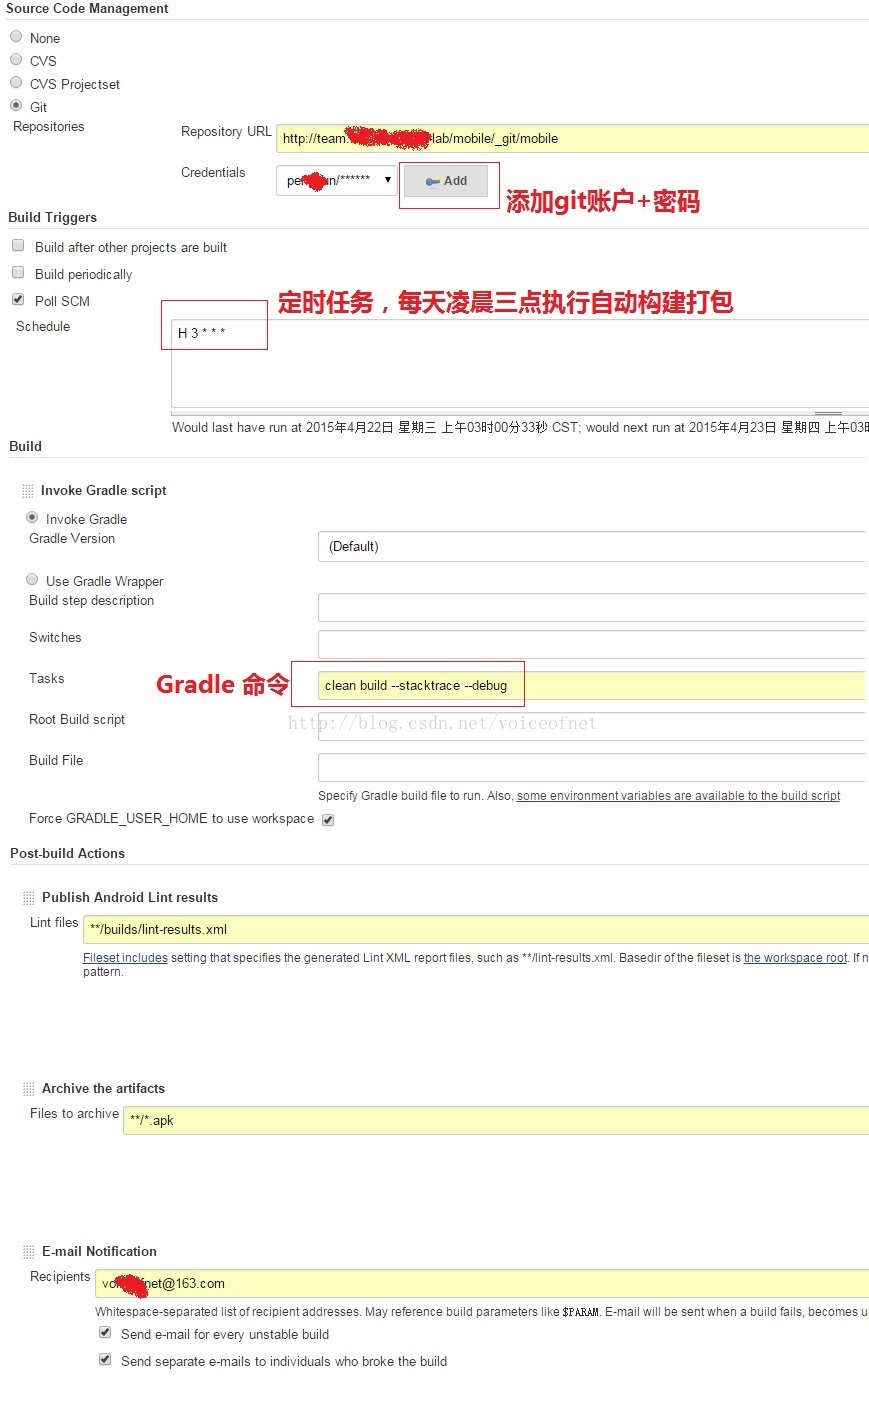 Source Code Management
None
CVS
CVS Projectset
Git
Repositories
Repository URL http://team. lab/mobile/_git/mobile
Credentials /****** Add
添加git账户+密码
Build Triggers
Build after other projects are built
Build periodically
Poll SCM
定时任务，每天凌晨三点执行自动构建打包
Schedule
H 3 * * *
Would last have run at 2015年4月22日 星期三 上午03时00分33秒 CST; would next run at 2015年4月23日 星期四 上午03时
Build
Invoke Gradle script
Invoke Gradle
Gradle Version (Default)
Use Gradle Wrapper
Build step description
Switches
Tasks Gradle 命令 clean build --stacktrace --debug
Root Build script
http://blog.csdn.net/voiceofnet
Build File
Specify Gradle build file to run. Also, some environment variables are available to the build script
Force GRADLE_USER_HOME to use workspace
Post-build Actions
Publish Android Lint results
Lint files **/builds/lint-results.xml
Fileset includes setting that specifies the generated Lint XML report files, such as **/lint-results.xml. Basedir of the fileset is the workspace root. If n
pattern.
Archive the artifacts
Files to archive **/*.apk
E-mail Notification
Recipients net@163.com
Whitespace-separated list of recipient addresses. May reference build parameters like $PARAM. E-mail will be sent when a build fails, becomes u
Send e-mail for every unstable build
Send separate e-mails to individuals who broke the build